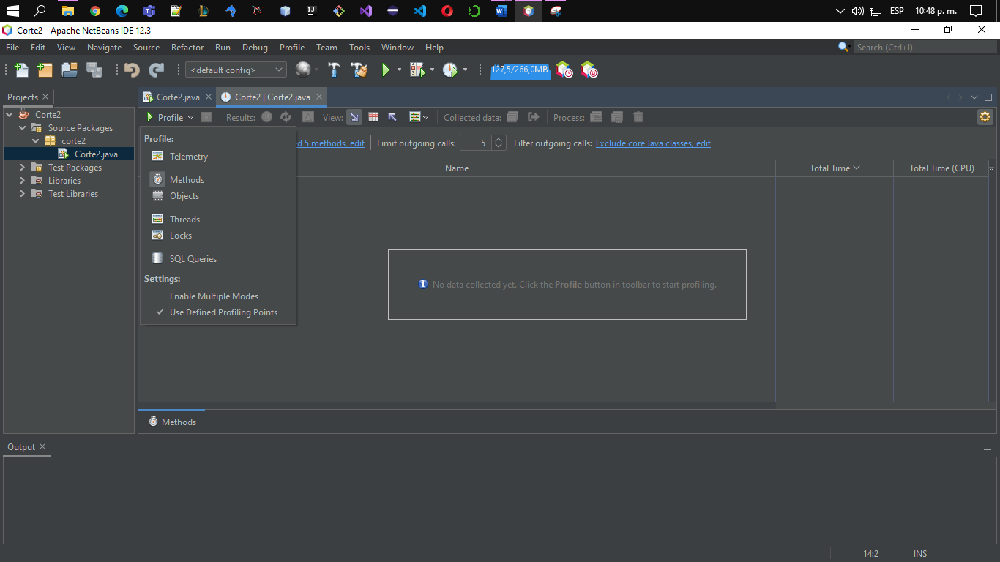 ESP 10:48 p. m.
Corte2 - Apache NetBeans IDE 12.3
File Edit View Navigate Source Refactor Run Debug Profile Team Tools Window Help Search (Ctrl+I)
<default config> 127,5/266,0MB
Projects
Corte2.java Corte2 | Corte2.java
Corte2
Source Packages
corte2
Corte2.java
Test Packages
Libraries
Test Libraries
Profile Results: View: Collected data: Process:
5 methods, edit Limit outgoing calls: 5 Filter outgoing calls: Exclude core Java classes, edit
Name Total Time Total Time (CPU)
Profile:
Telemetry
Methods
Objects
Threads
Locks
SQL Queries
Settings:
Enable Multiple Modes
Use Defined Profiling Points
No data collected yet. Click the Profile button in toolbar to start profiling.
Methods
Output
14:2 INS